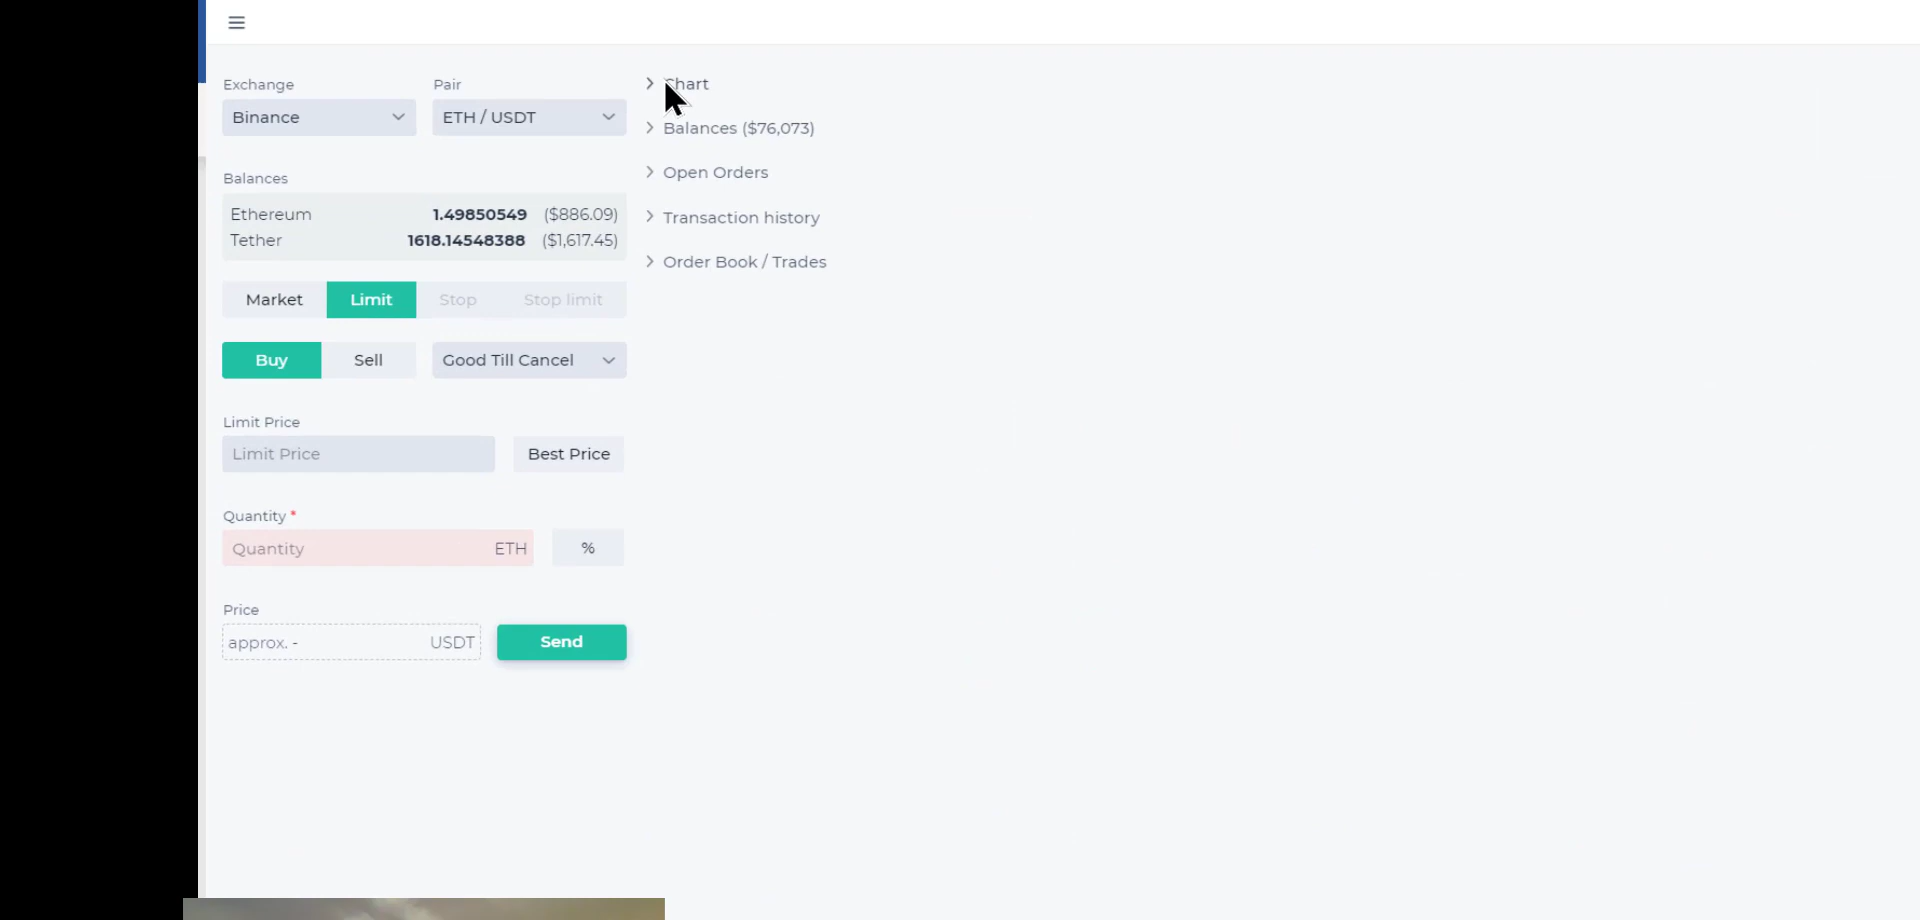 Exchange
Pair
Binance
ETH / USDT
Balances
Ethereum 1.49850549 ($886.09)
Tether 1618.14548388 ($1,617.45)
Market Limit Stop Stop limit
Buy Sell Good Till Cancel
Limit Price
Limit Price Best Price
Quantity *
Quantity ETH %
Price
approx. - USDT Send
Chart
Balances ($76,073)
Open Orders
Transaction history
Order Book / Trades